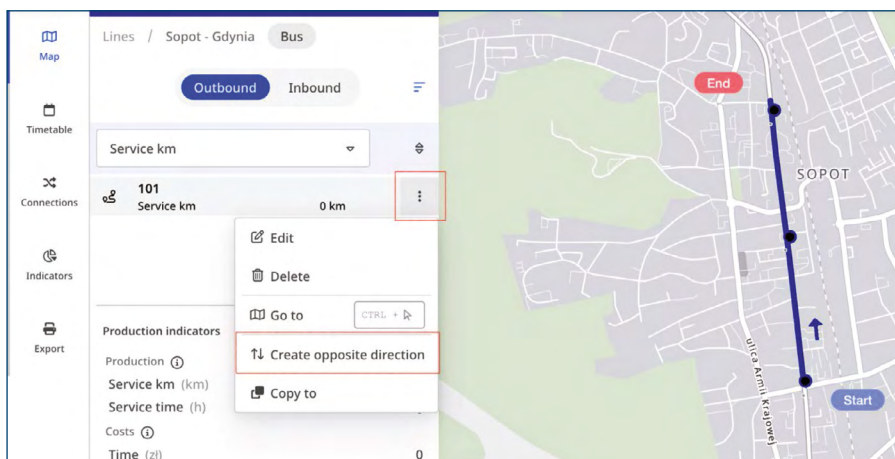 Map
Timetable
Connections
Indicators
Export
Lines / Sopot - Gdynia Bus
Outbound Inbound
Service km
101
Service km 0 km
Edit
Delete
Go to CTRL +
Create opposite direction
Copy to
Production indicators
Production
Service km (km)
Service time (h)
Costs
Time (zł) 0
End
SOPOT
ulica Armii Krajowej
Start